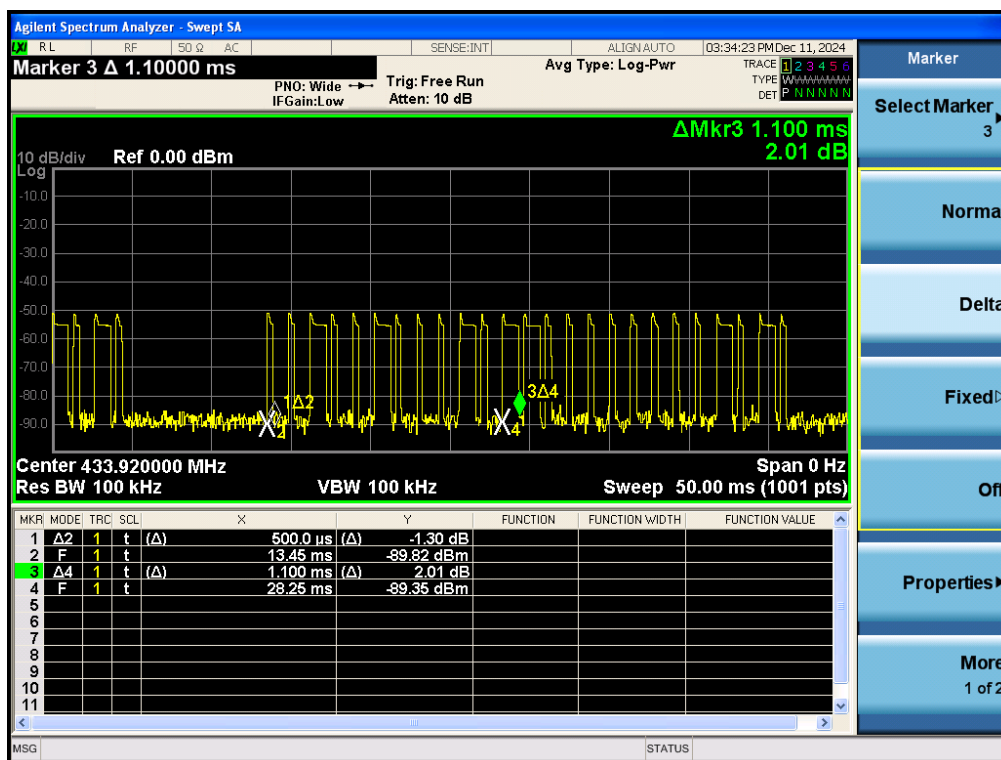 Agilent Spectrum Analyzer - Swept SA
LXI RL RF 50 Ω AC SENSE:INT ALIGN AUTO 03:34:23 PM Dec 11, 2024
Marker 3 Δ 1.10000 ms
PNO: Wide
IFGain:Low
Trig: Free Run
Atten: 10 dB
Avg Type: Log-Pwr
TRACE 1 2 3 4 5 6
TYPE WWWWWW
DET P N N N N N
ΔMkr3 1.100 ms
2.01 dB
10 dB/div Ref 0.00 dBm
Log
-10.0
-20.0
-30.0
-40.0
-50.0
-60.0
-70.0
-80.0
-90.0
1Δ2
4
3Δ4
4
Center 433.920000 MHz Span 0 Hz
Res BW 100 kHz VBW 100 kHz Sweep 50.00 ms (1001 pts)
MKR MODE TRC SCL X Y FUNCTION FUNCTION WIDTH FUNCTION VALUE
1 Δ2 1 t (Δ) 500.0 µs (Δ) -1.30 dB
2 F 1 t 13.45 ms -89.82 dBm
3 Δ4 1 t (Δ) 1.100 ms (Δ) 2.01 dB
4 F 1 t 28.25 ms -89.35 dBm
5
6
7
8
9
10
11
MSG STATUS
Marker
Select Marker
3
Norma
Delta
Fixed
Off
Properties
More
1 of 2